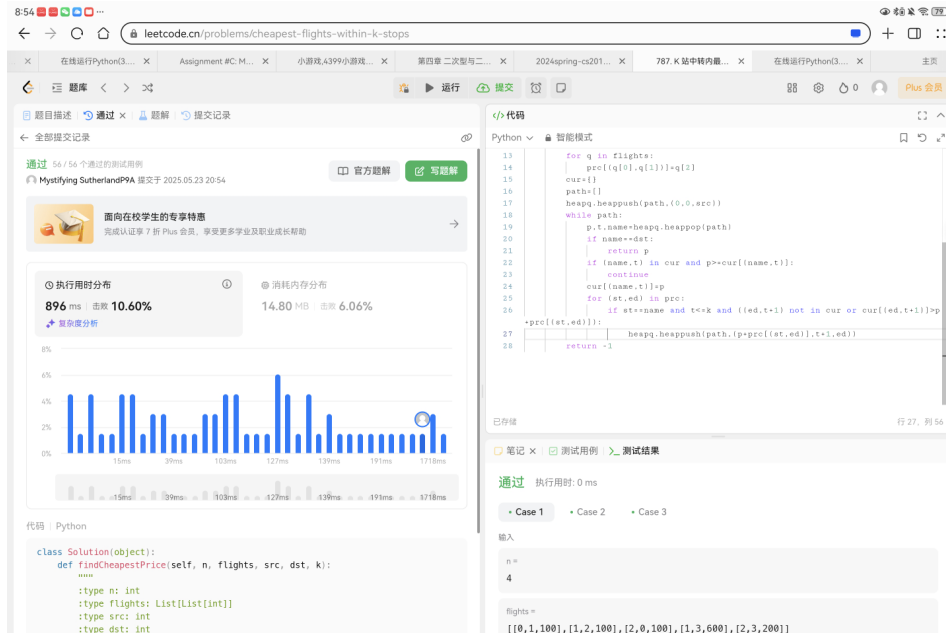 8:54
79
leetcode.cn/problems/cheapest-flights-within-k-stops
在线运行Python(3....
Assignment #C: M...
小游戏,4399小游戏...
第四章 二次型与二...
2024spring-cs201...
787. K 站中转内最...
在线运行Python(3....
主页
题库
运行
提交
0
Plus 会员
题目描述
通过
题解
提交记录
全部提交记录
通过 56 / 56 个通过的测试用例
Mystifying SutherlandP9A 提交于 2025.05.23 20:54
官方题解
写题解
面向在校学生的专享特惠
完成认证享 7 折 Plus 会员，享受更多学业及职业成长帮助
执行用时分布
896 ms 击败 10.60%
复杂度分析
消耗内存分布
14.80 MB 击败 6.06%
8%
6%
4%
2%
0%
15ms 39ms 103ms 127ms 139ms 191ms 1718ms
15ms 39ms 103ms 127ms 139ms 191ms 1718ms
代码 Python
class Solution(object):
def findCheapestPrice(self, n, flights, src, dst, k):
"""
:type n: int
:type flights: List[List[int]]
:type src: int
:type dst: int
</> 代码
Python 智能模式
13 for q in flights:
14 prc[(q[0],q[1])]=q[2]
15 cur={}
16 path=[]
17 heapq.heappush(path,(0,0,src))
18 while path:
19 p,t,name=heapq.heappop(path)
20 if name==dst:
21 return p
22 if (name,t) in cur and p>=cur[(name,t)]:
23 continue
24 cur[(name,t)]=p
25 for (st,ed) in prc:
26 if st==name and t<=k and ((ed,t+1) not in cur or cur[(ed,t+1)]>p
+prc[(st,ed)]):
27 heapq.heappush(path,(p+prc[(st,ed)],t+1,ed))
28 return -1
已存储
行 27, 列 56
笔记
测试用例
测试结果
通过 执行用时: 0 ms
Case 1
Case 2
Case 3
输入
n =
4
flights =
[[0,1,100],[1,2,100],[2,0,100],[1,3,600],[2,3,200]]